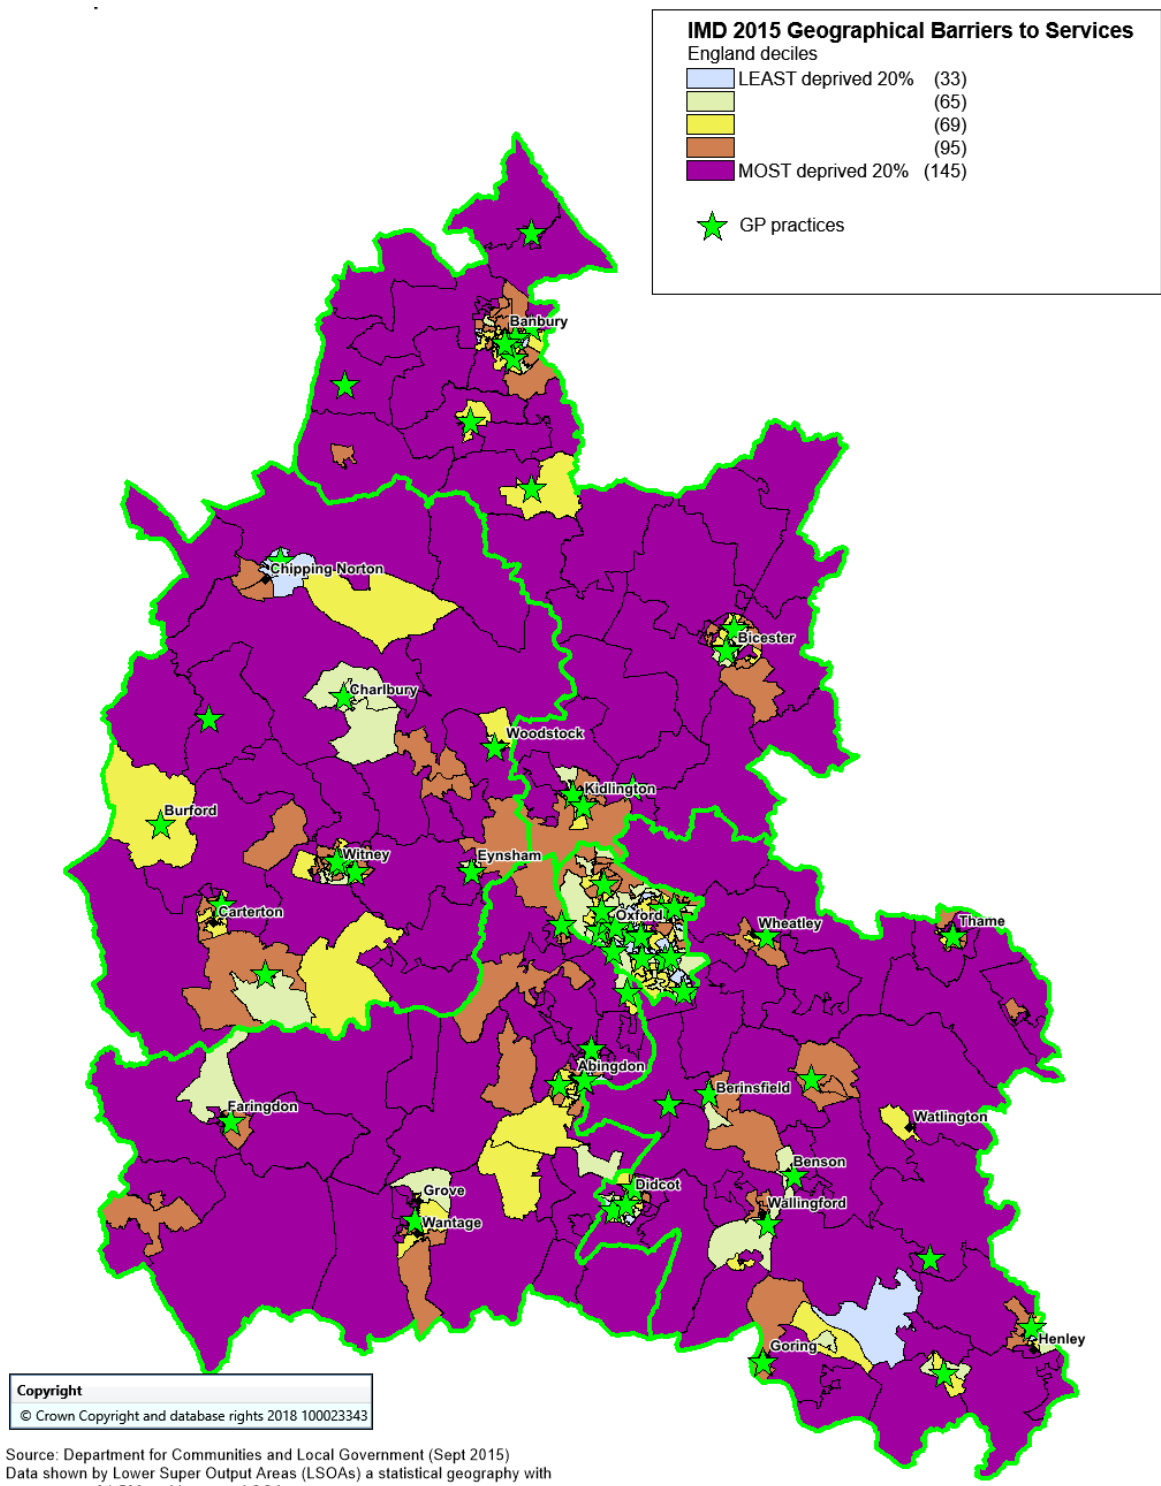 IMD 2015 Geographical Barriers to Services
England deciles
LEAST deprived 20% (33)
(65)
(69)
(95)
MOST deprived 20% (145)
GP practices
Banbury
Chipping Norton
Bicester
Charlbury
Woodstock
Kidlington
Burford
Witney
Eynsham
Carterton
Oxford
Wheatley
Thame
Abingdon
Berinsfield
Faringdon
Watlington
Benson
Didcot
Grove
Wallingford
Wantage
Henley
Goring
Copyright
© Crown Copyright and database rights 2018 100023343
Source: Department for Communities and Local Government (Sept 2015)
Data shown by Lower Super Output Areas (LSOAs) a statistical geography with